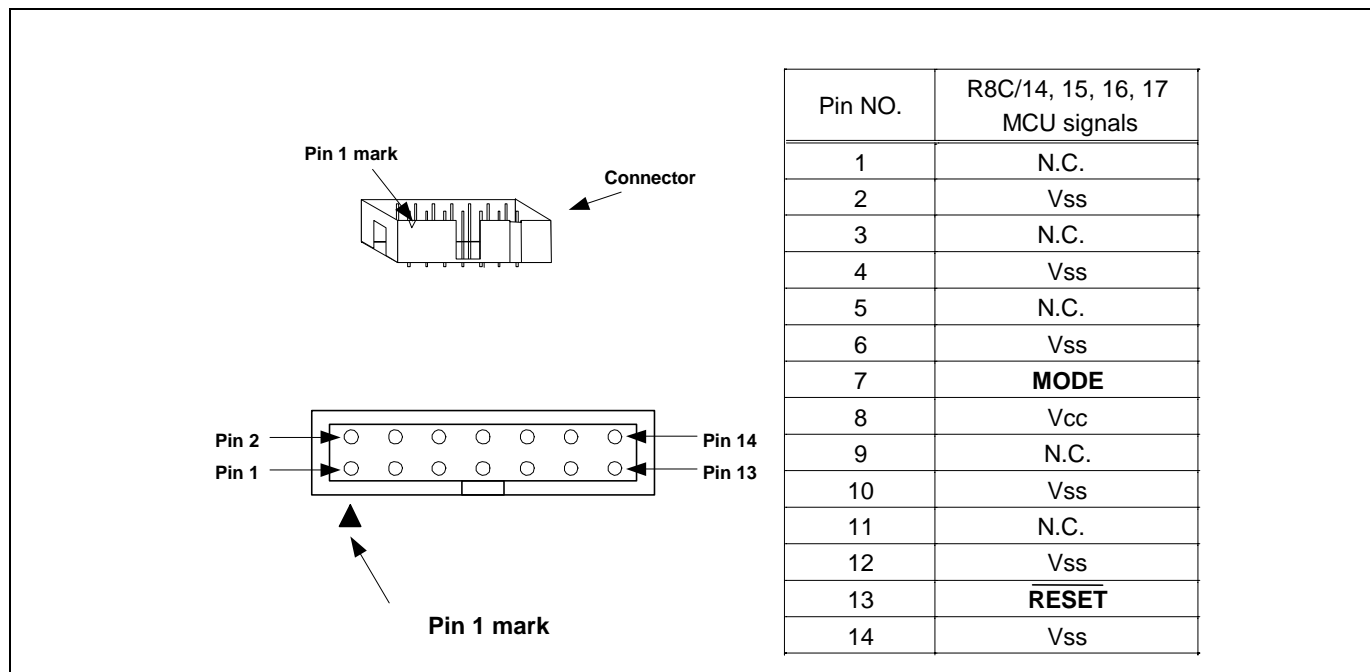 Pin 1 mark
Connector
Pin 2
Pin 14
Pin 1
Pin 13
Pin 1 mark
Pin NO. R8C/14, 15, 16, 17
MCU signals
1 N.C.
2 Vss
3 N.C.
4 Vss
5 N.C.
6 Vss
7 MODE
8 Vcc
9 N.C.
10 Vss
11 N.C.
12 Vss
13 R̅E̅S̅E̅T̅
14 Vss